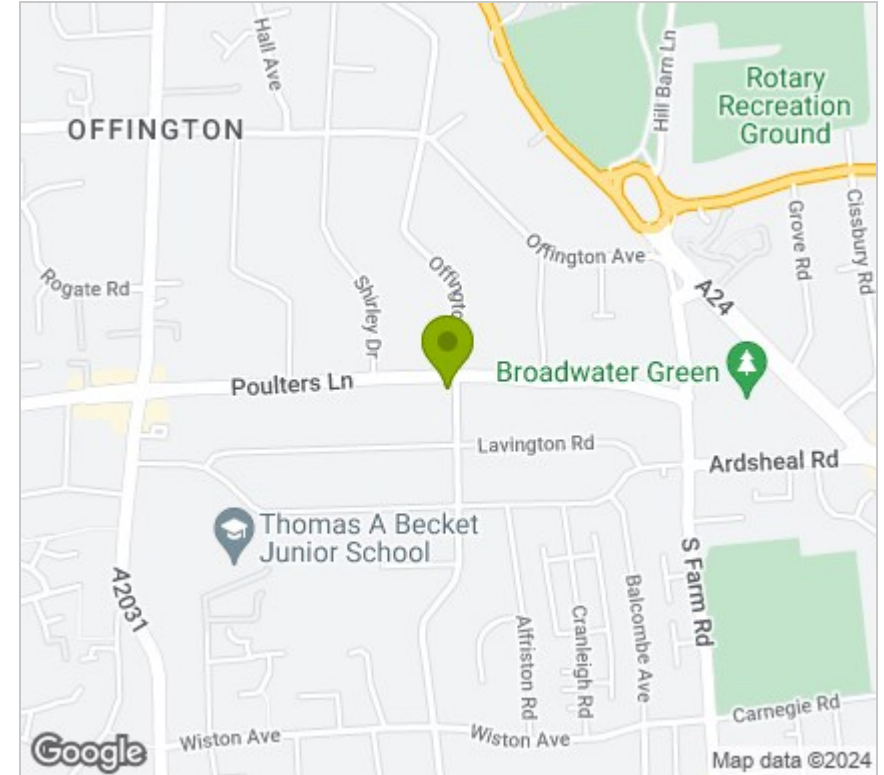 Hall Ave
Hill Barn Ln
Rotary
Recreation
Ground
OFFINGTON
Cissbury Rd
Grove Rd
Offington Ave
Rogate Rd
Shirley Dr
Offingto
A24
Broadwater Green
Poulters Ln
Lavington Rd
Ardsheal Rd
Thomas A Becket
Junior School
A2031
S Farm Rd
Balcombe Ave
Cranleigh Rd
Alfriston Rd
Carnegie Rd
Wiston Ave
Wiston Ave
Google
Map data ©2024